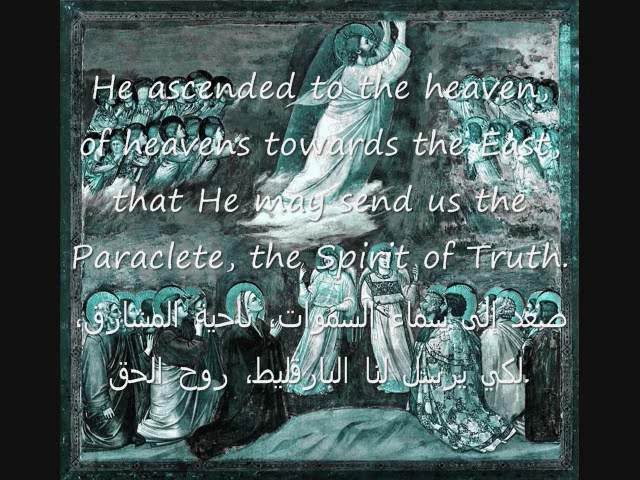 He ascended to the heaven,
of heavens towards the East,
that He may send us the
Paraclete, the Spirit of Truth.
صعد إلى سماء السموات، ناحية المشارق،
لكي يرسل لنا البارقليط، روح الحق.